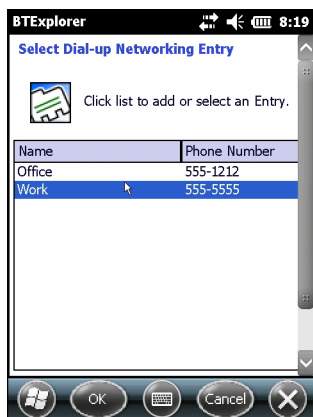 BTExplorer 8:19
Select Dial-up Networking Entry
Click list to add or select an Entry.
Name Phone Number
Office 555-1212
Work 555-5555
OK Cancel